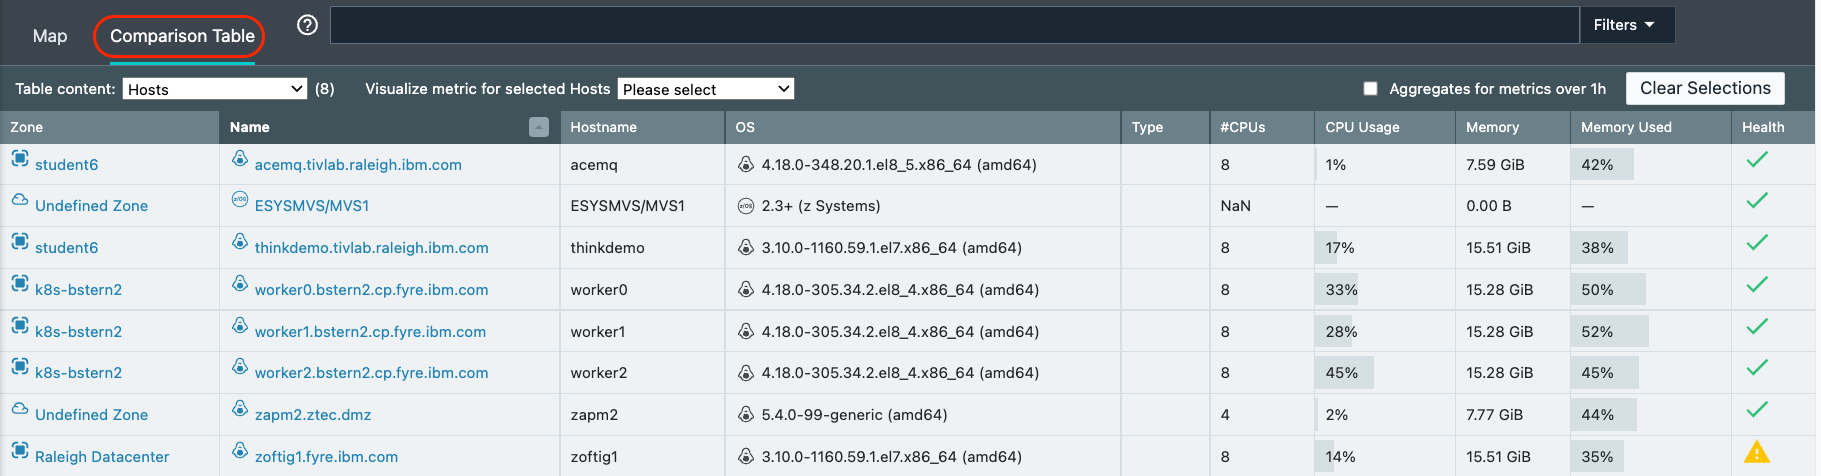 Map Comparison Table ? Filters
Table content: Hosts (8) Visualize metric for selected Hosts Please select Aggregates for metrics over 1h Clear Selections
Zone Name Hostname OS Type #CPUs CPU Usage Memory Memory Used Health
student6 acemq.tivlab.raleigh.ibm.com acemq 4.18.0-348.20.1.el8_5.x86_64 (amd64) 8 1% 7.59 GiB 42%
Undefined Zone z/OS ESYSMVS/MVS1 ESYSMVS/MVS1 z/OS 2.3+ (z Systems) NaN — 0.00 B —
student6 thinkdemo.tivlab.raleigh.ibm.com thinkdemo 3.10.0-1160.59.1.el7.x86_64 (amd64) 8 17% 15.51 GiB 38%
k8s-bstern2 worker0.bstern2.cp.fyre.ibm.com worker0 4.18.0-305.34.2.el8_4.x86_64 (amd64) 8 33% 15.28 GiB 50%
k8s-bstern2 worker1.bstern2.cp.fyre.ibm.com worker1 4.18.0-305.34.2.el8_4.x86_64 (amd64) 8 28% 15.28 GiB 52%
k8s-bstern2 worker2.bstern2.cp.fyre.ibm.com worker2 4.18.0-305.34.2.el8_4.x86_64 (amd64) 8 45% 15.28 GiB 45%
Undefined Zone zapm2.ztec.dmz zapm2 5.4.0-99-generic (amd64) 4 2% 7.77 GiB 44%
Raleigh Datacenter zoftig1.fyre.ibm.com zoftig1 3.10.0-1160.59.1.el7.x86_64 (amd64) 8 14% 15.51 GiB 35%